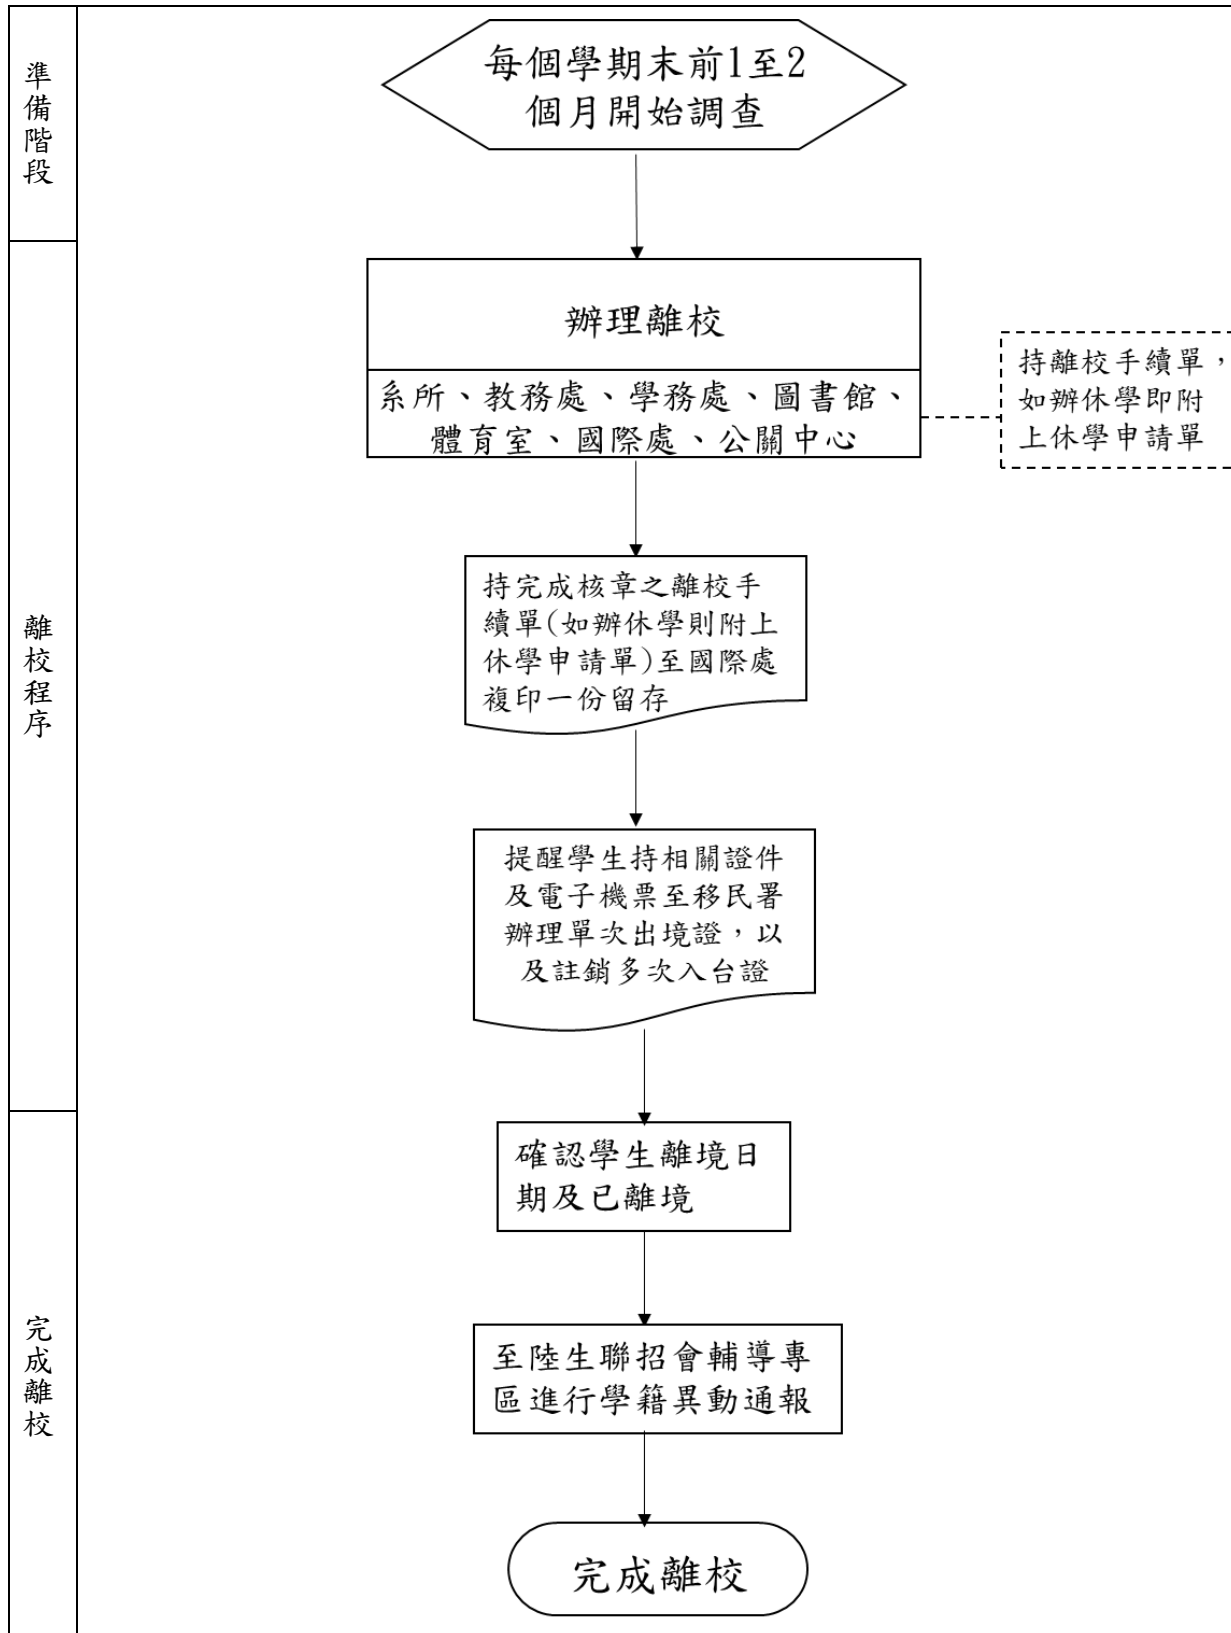 準備階段
每個學期末前1至2
個月開始調查
離校程序
辦理離校
系所、教務處、學務處、圖書館、
體育室、國際處、公關中心
持離校手續單，
如辦休學即附
上休學申請單
持完成核章之離校手
續單(如辦休學則附上
休學申請單)至國際處
複印一份留存
提醒學生持相關證件
及電子機票至移民署
辦理單次出境證，以
及註銷多次入台證
完成離校
確認學生離境日
期及已離境
至陸生聯招會輔導專
區進行學籍異動通報
完成離校